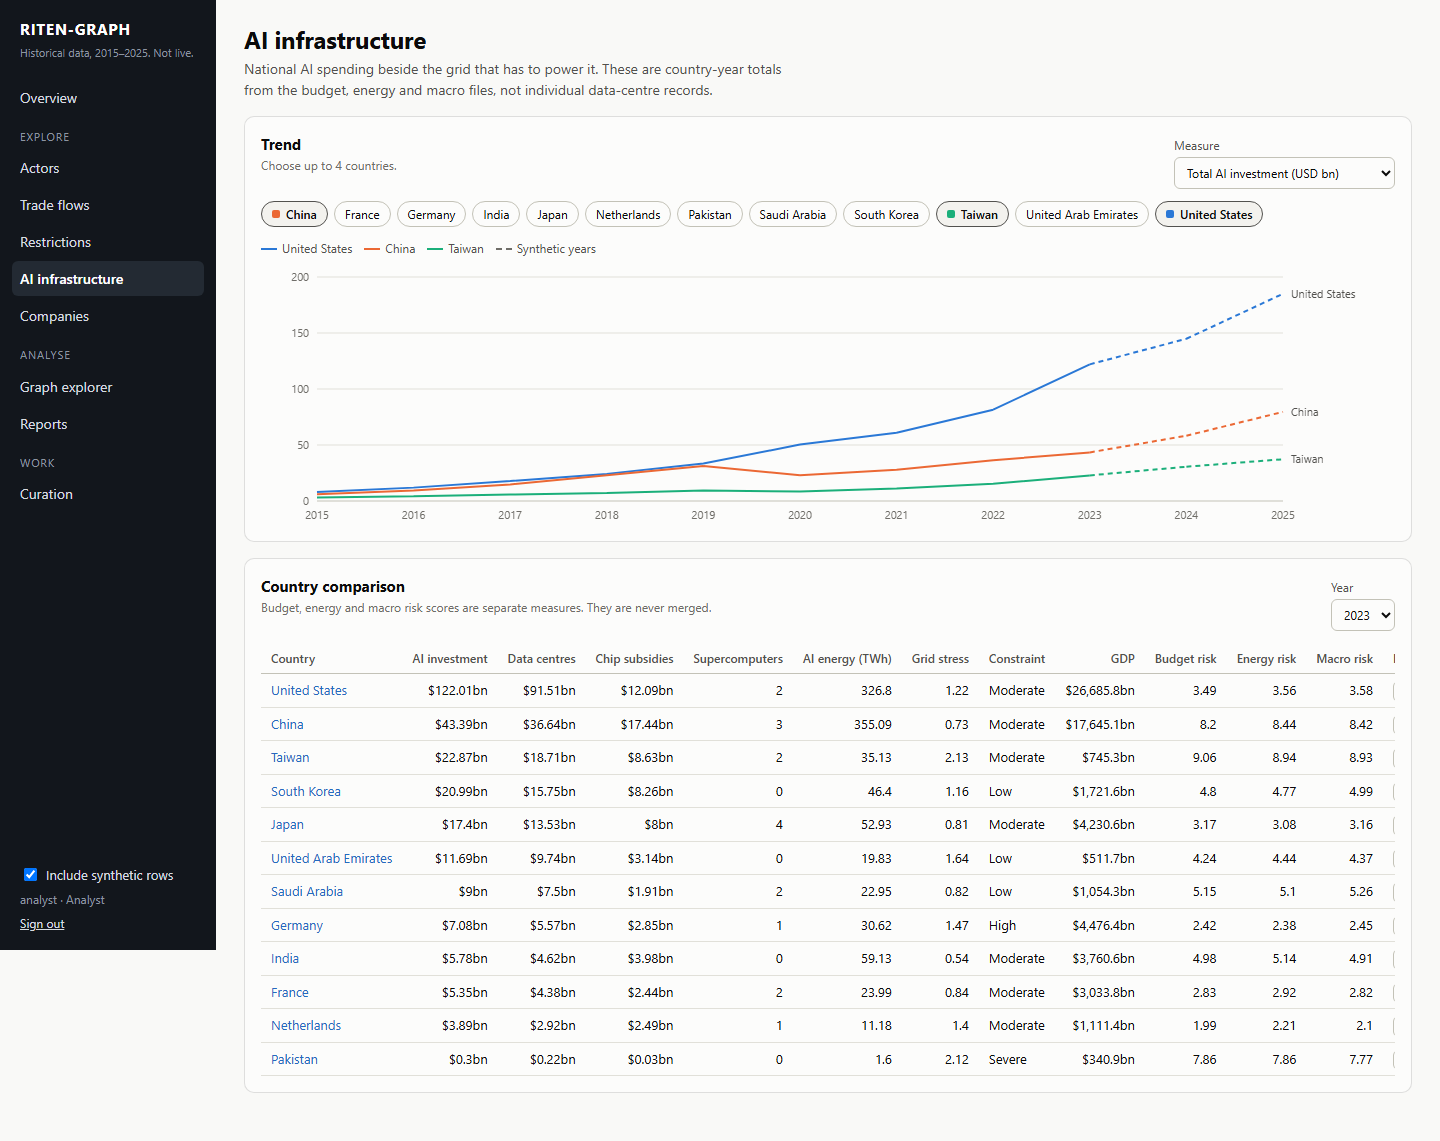 RITEN-GRAPH
Historical data, 2015–2025. Not live.
Overview
EXPLORE
Actors
Trade flows
Restrictions
AI infrastructure
Companies
ANALYSE
Graph explorer
Reports
WORK
Curation
Include synthetic rows
analyst · Analyst
Sign out
AI infrastructure
National AI spending beside the grid that has to power it. These are country-year totals
from the budget, energy and macro files, not individual data-centre records.
Trend
Choose up to 4 countries.
Measure
Total AI investment (USD bn)
China France Germany India Japan Netherlands Pakistan Saudi Arabia South Korea Taiwan United Arab Emirates United States
United States China Taiwan Synthetic years
200
United States
150
100
China
50
Taiwan
0
2015 2016 2017 2018 2019 2020 2021 2022 2023 2024 2025
Country comparison
Budget, energy and macro risk scores are separate measures. They are never merged.
Year
2023
Country AI investment Data centres Chip subsidies Supercomputers AI energy (TWh) Grid stress Constraint GDP Budget risk Energy risk Macro risk
United States $122.01bn $91.51bn $12.09bn 2 326.8 1.22 Moderate $26,685.8bn 3.49 3.56 3.58
China $43.39bn $36.64bn $17.44bn 3 355.09 0.73 Moderate $17,645.1bn 8.2 8.44 8.42
Taiwan $22.87bn $18.71bn $8.63bn 2 35.13 2.13 Moderate $745.3bn 9.06 8.94 8.93
South Korea $20.99bn $15.75bn $8.26bn 0 46.4 1.16 Low $1,721.6bn 4.8 4.77 4.99
Japan $17.4bn $13.53bn $8bn 4 52.93 0.81 Moderate $4,230.6bn 3.17 3.08 3.16
United Arab Emirates $11.69bn $9.74bn $3.14bn 0 19.83 1.64 Low $511.7bn 4.24 4.44 4.37
Saudi Arabia $9bn $7.5bn $1.91bn 2 22.95 0.82 Low $1,054.3bn 5.15 5.1 5.26
Germany $7.08bn $5.57bn $2.85bn 1 30.62 1.47 High $4,476.4bn 2.42 2.38 2.45
India $5.78bn $4.62bn $3.98bn 0 59.13 0.54 Moderate $3,760.6bn 4.98 5.14 4.91
France $5.35bn $4.38bn $2.44bn 2 23.99 0.84 Moderate $3,033.8bn 2.83 2.92 2.82
Netherlands $3.89bn $2.92bn $2.49bn 1 11.18 1.4 Moderate $1,111.4bn 1.99 2.21 2.1
Pakistan $0.3bn $0.22bn $0.03bn 0 1.6 2.12 Severe $340.9bn 7.86 7.86 7.77